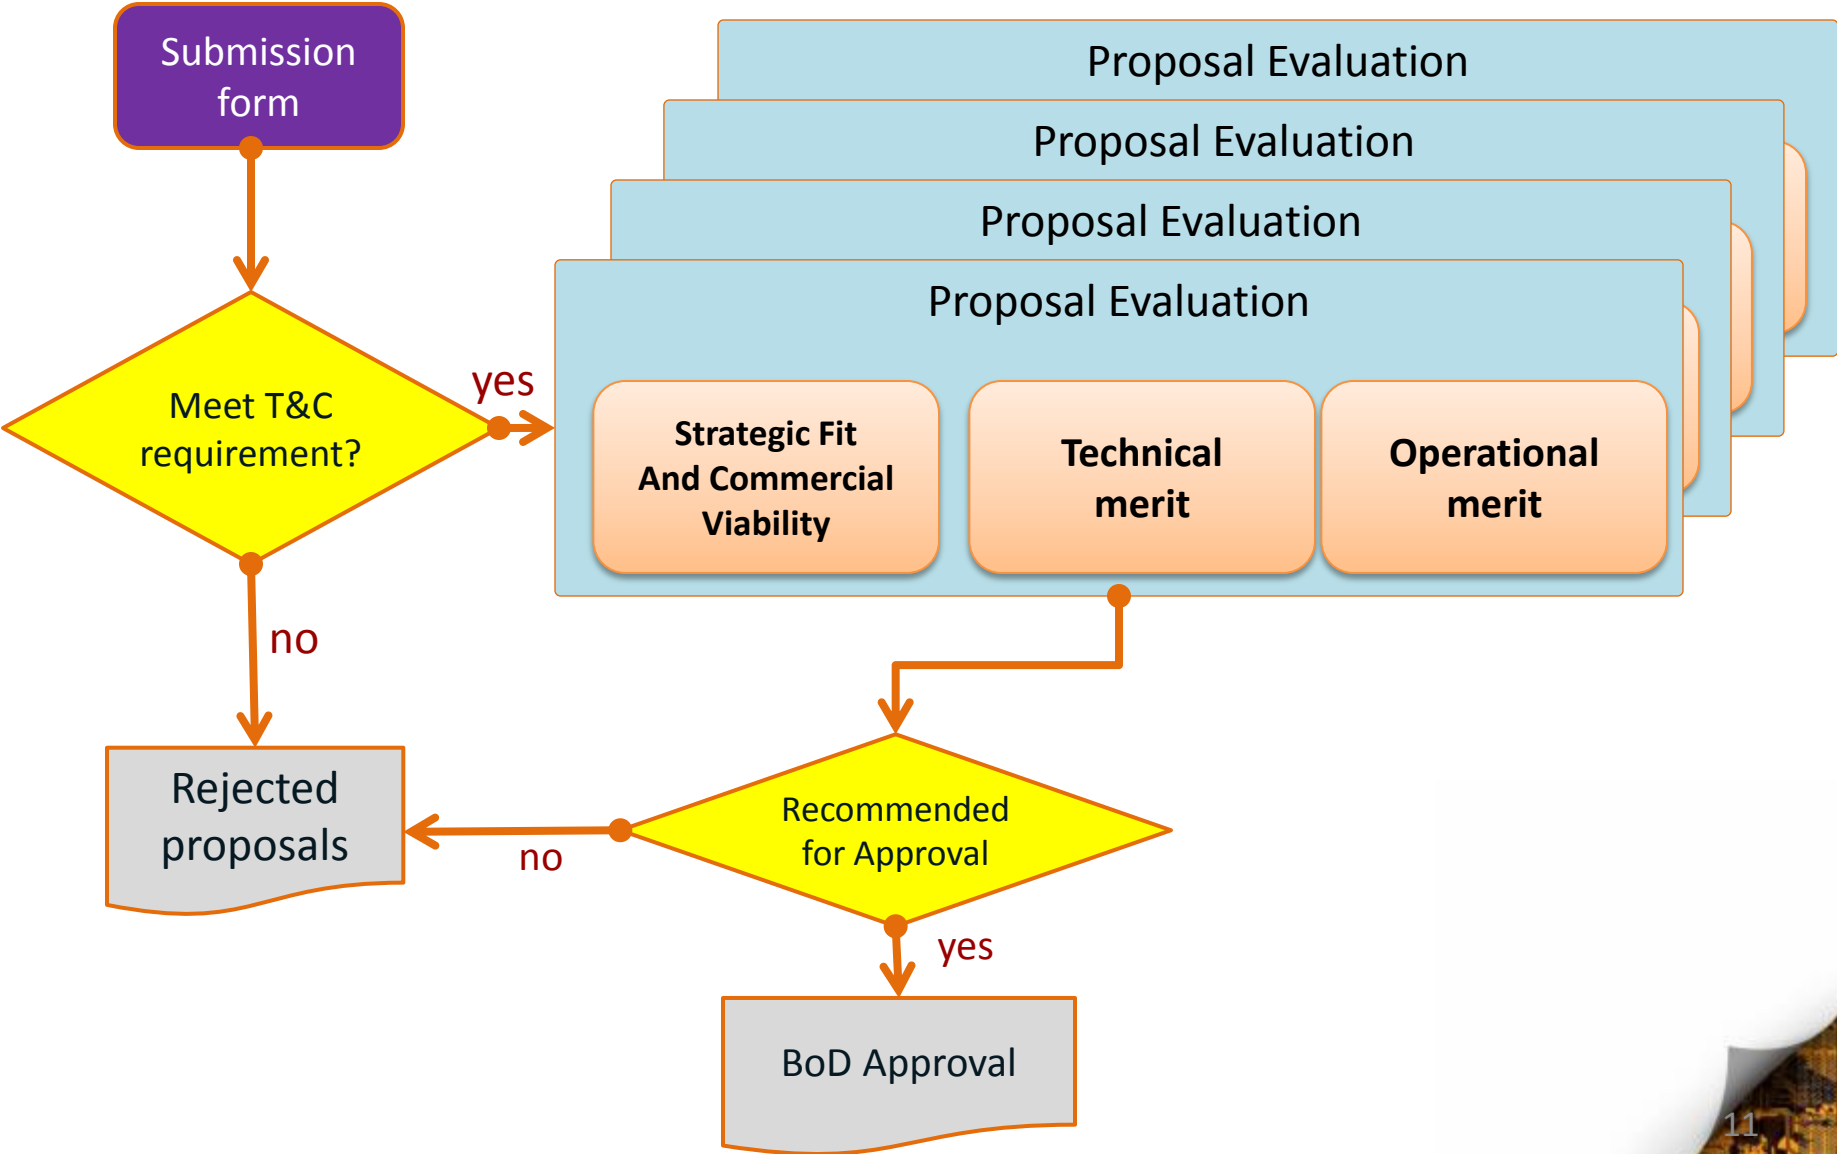 Submission
form
Proposal Evaluation
Proposal Evaluation
Proposal Evaluation
Proposal Evaluation
Meet T&C
requirement?
yes
Strategic Fit
And Commercial
Viability
Technical
merit
Operational
merit
no
Rejected
proposals
no
Recommended
for Approval
yes
BoD Approval
11